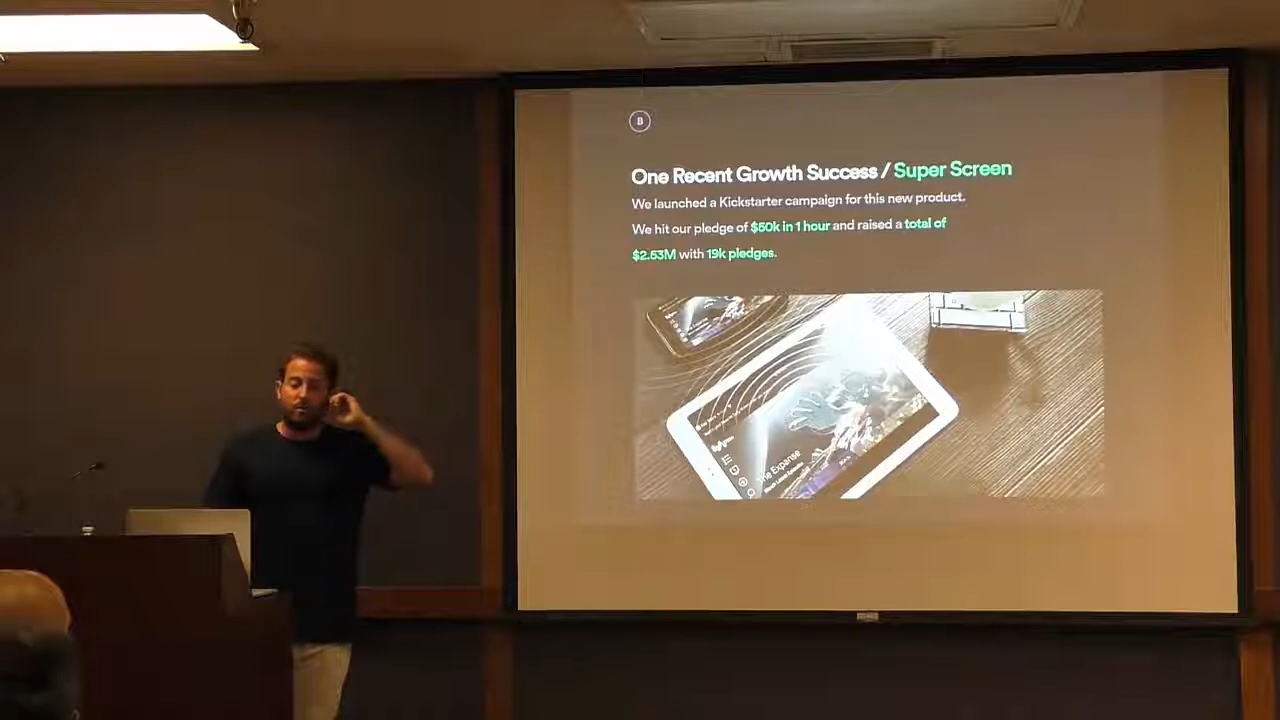 B
One Recent Growth Success / Super Screen
We launched a Kickstarter campaign for this new product.
We hit our pledge of $50k in 1 hour and raised a total of
$2.53M with 19k pledges.
The Expanse